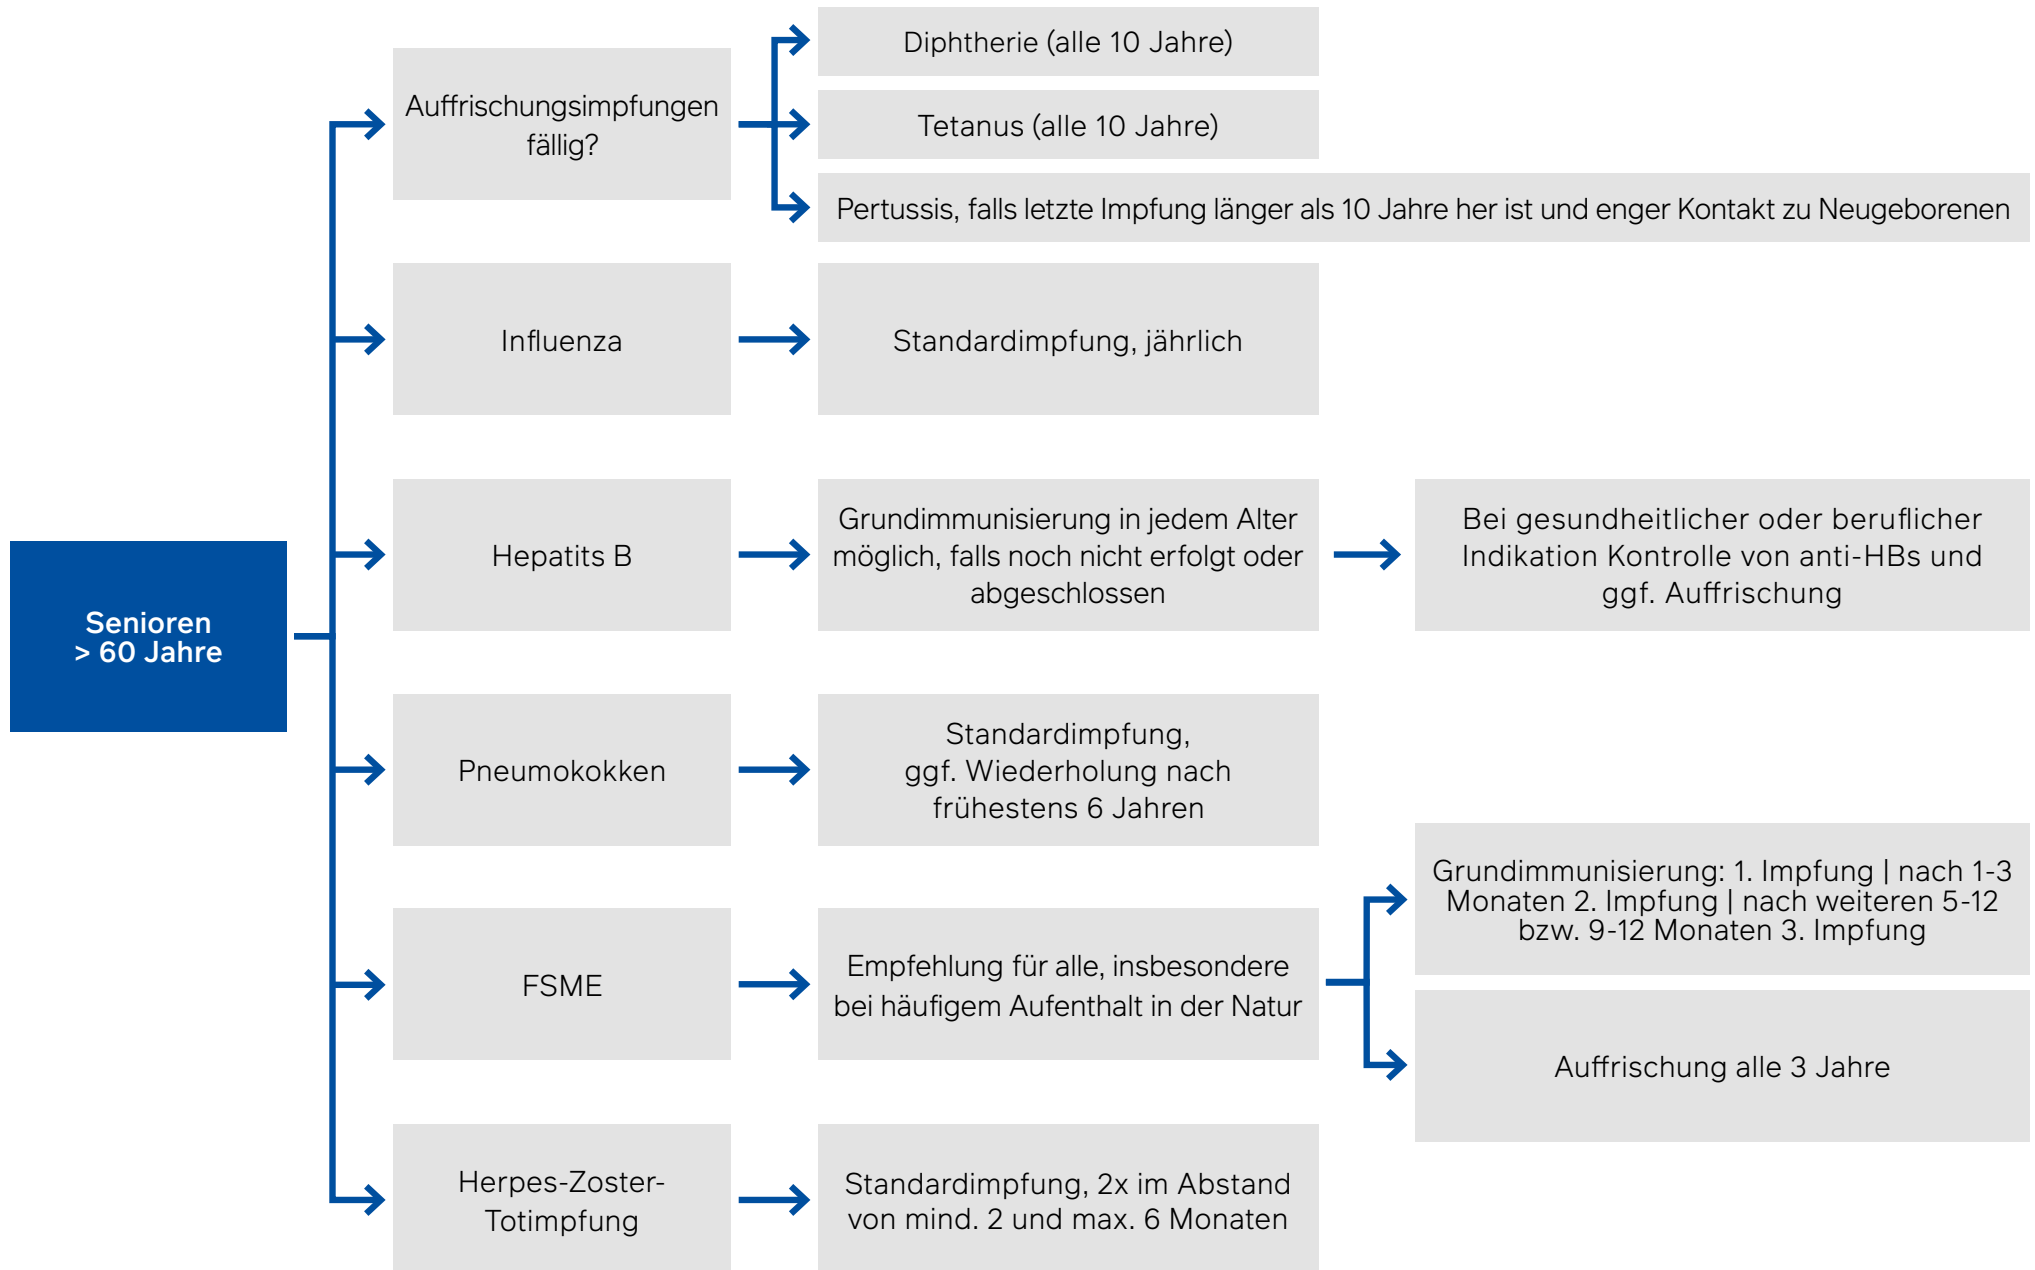 Senioren
> 60 Jahre
Auffrischungsimpfungen
fällig?
Diphtherie (alle 10 Jahre)
Tetanus (alle 10 Jahre)
Pertussis, falls letzte Impfung länger als 10 Jahre her ist und enger Kontakt zu Neugeborenen
Influenza
Standardimpfung, jährlich
Hepatits B
Grundimmunisierung in jedem Alter
möglich, falls noch nicht erfolgt oder
abgeschlossen
Bei gesundheitlicher oder beruflicher
Indikation Kontrolle von anti-HBs und
ggf. Auffrischung
Pneumokokken
Standardimpfung,
ggf. Wiederholung nach
frühestens 6 Jahren
FSME
Empfehlung für alle, insbesondere
bei häufigem Aufenthalt in der Natur
Grundimmunisierung: 1. Impfung | nach 1-3
Monaten 2. Impfung | nach weiteren 5-12
bzw. 9-12 Monaten 3. Impfung
Auffrischung alle 3 Jahre
Herpes-Zoster-
Totimpfung
Standardimpfung, 2x im Abstand
von mind. 2 und max. 6 Monaten